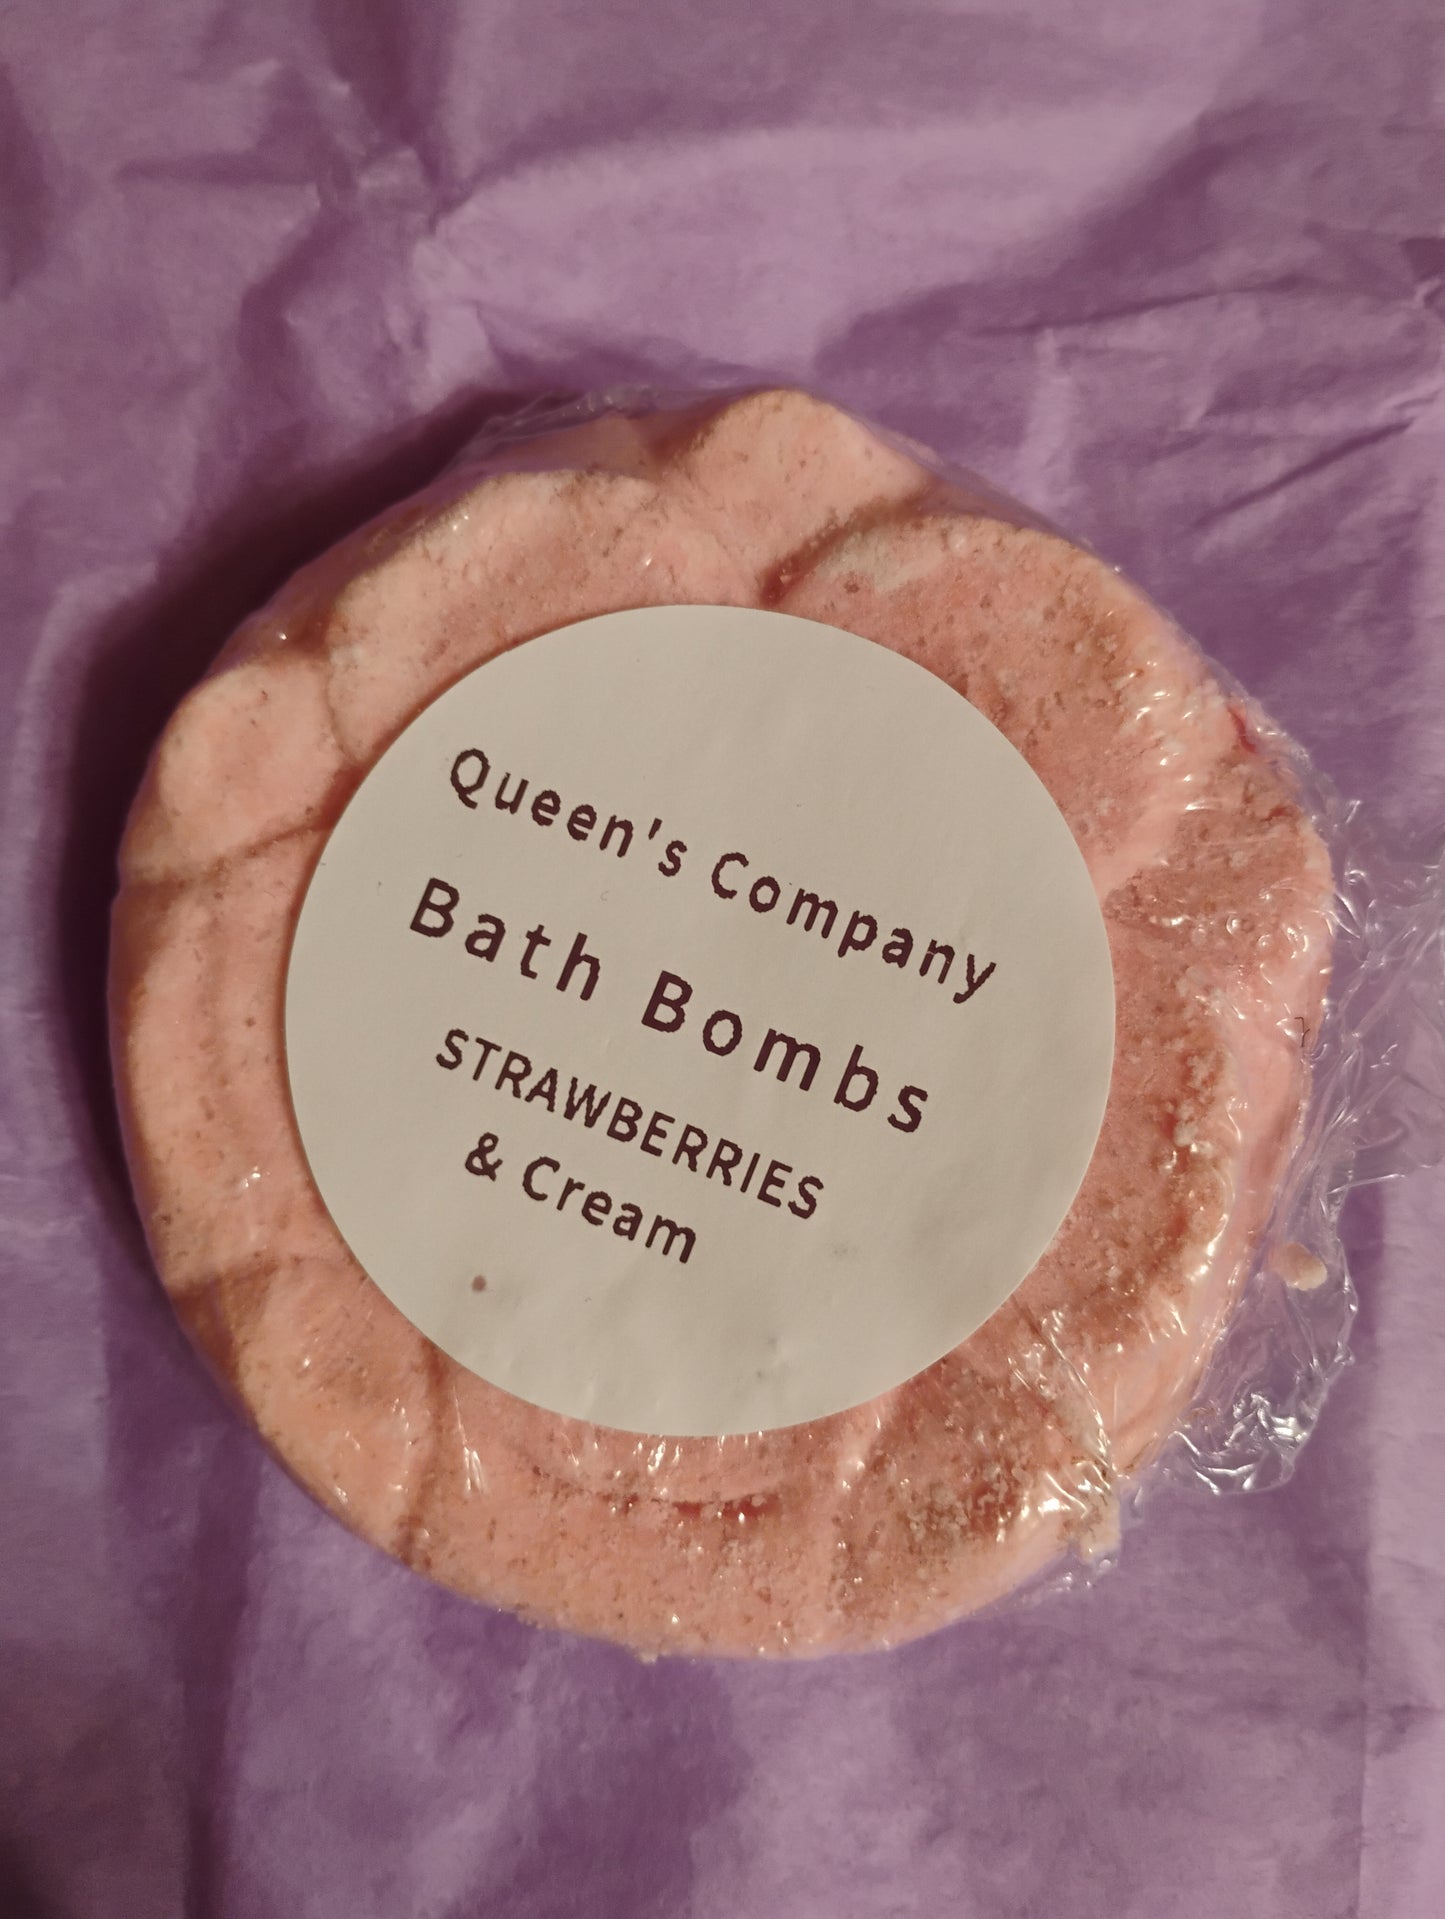 Queen's Company
Bath Bombs
STRAWBERRIES
& Cream